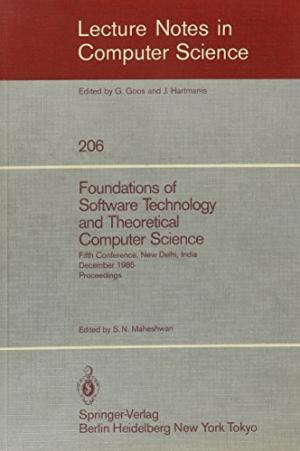 Lecture Notes in
Computer Science
Edited by G. Goos and J. Hartmanis
206
Foundations of
Software Technology
and Theoretical
Computer Science
Fifth Conference, New Delhi, India
December 1985
Proceedings
Edited by S.N. Maheshwari
Springer-Verlag
Berlin Heidelberg New York Tokyo